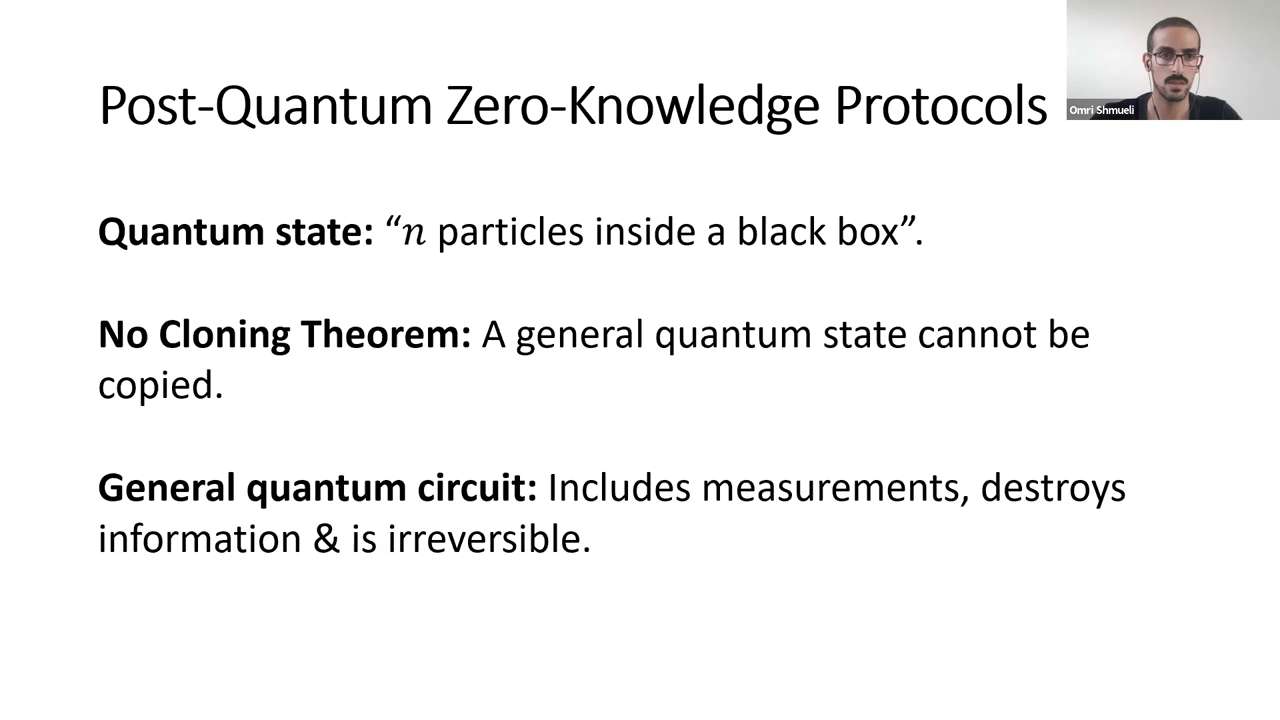 Post-Quantum Zero-Knowledge Protocols
Omri Shmueli
Quantum state: “n particles inside a black box”.
No Cloning Theorem: A general quantum state cannot be
copied.
General quantum circuit: Includes measurements, destroys
information & is irreversible.